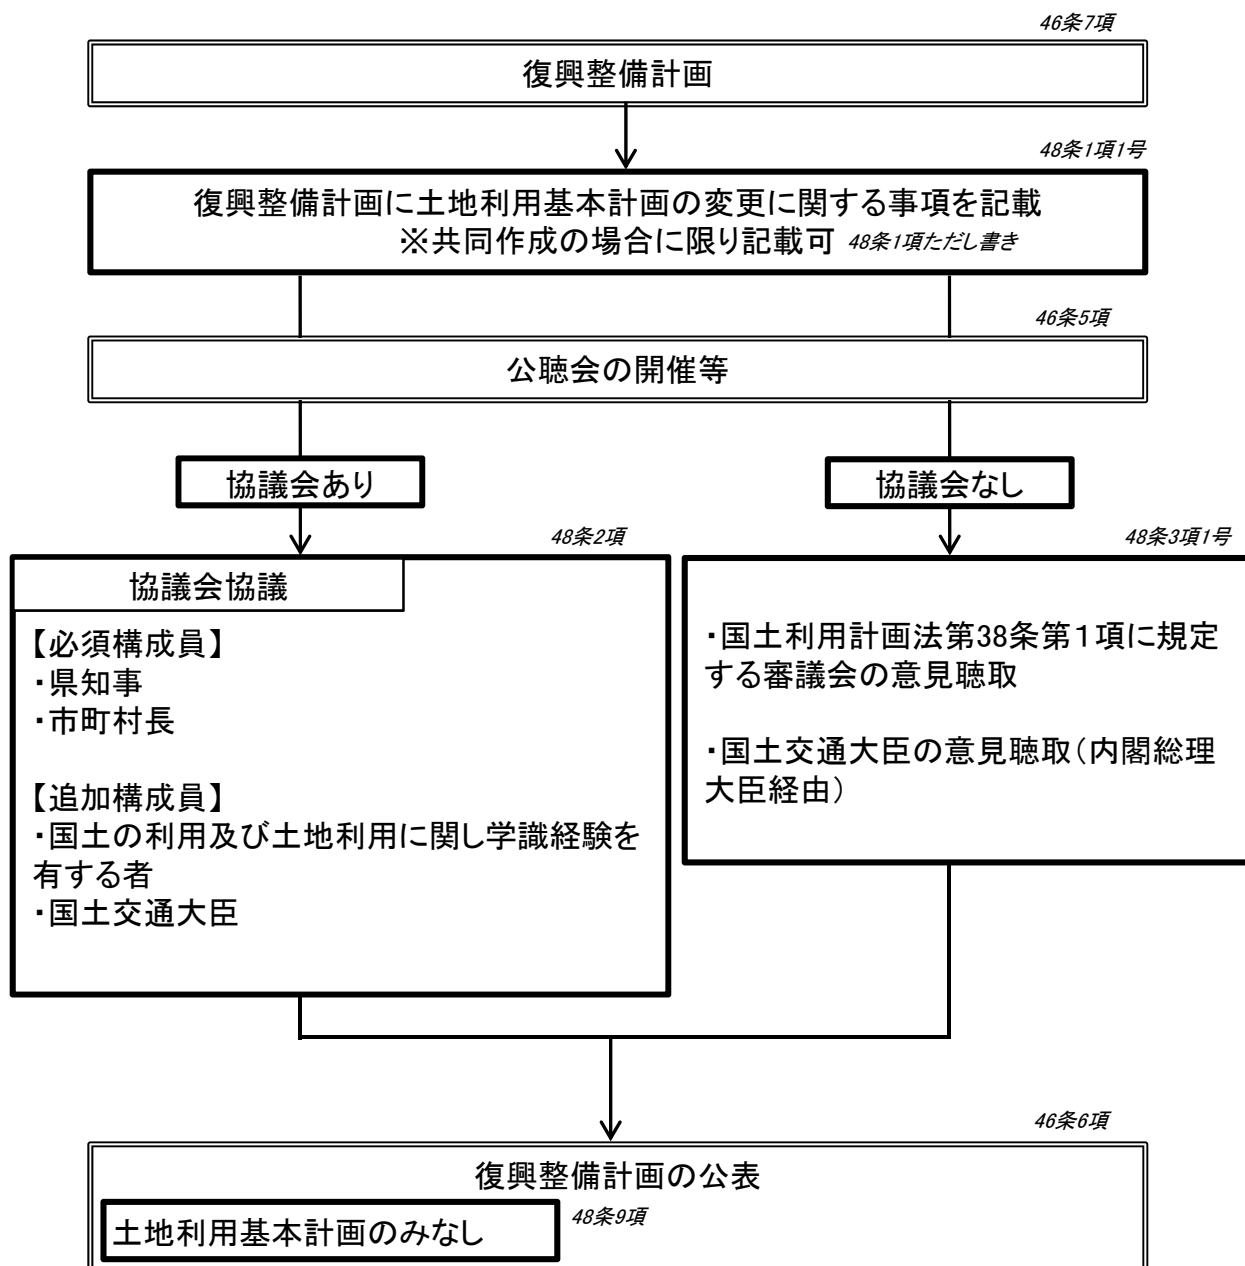 46条7項
復興整備計画
48条1項1号
復興整備計画に土地利用基本計画の変更に関する事項を記載
※共同作成の場合に限り記載可 48条1項ただし書き
46条5項
公聴会の開催等
協議会あり
協議会なし
48条2項
協議会協議
【必須構成員】
・県知事
・市町村長
【追加構成員】
・国土の利用及び土地利用に関し学識経験を
有する者
・国土交通大臣
48条3項1号
・国土利用計画法第38条第１項に規定
する審議会の意見聴取
・国土交通大臣の意見聴取（内閣総理
大臣経由）
46条6項
復興整備計画の公表
土地利用基本計画のみなし
48条9項